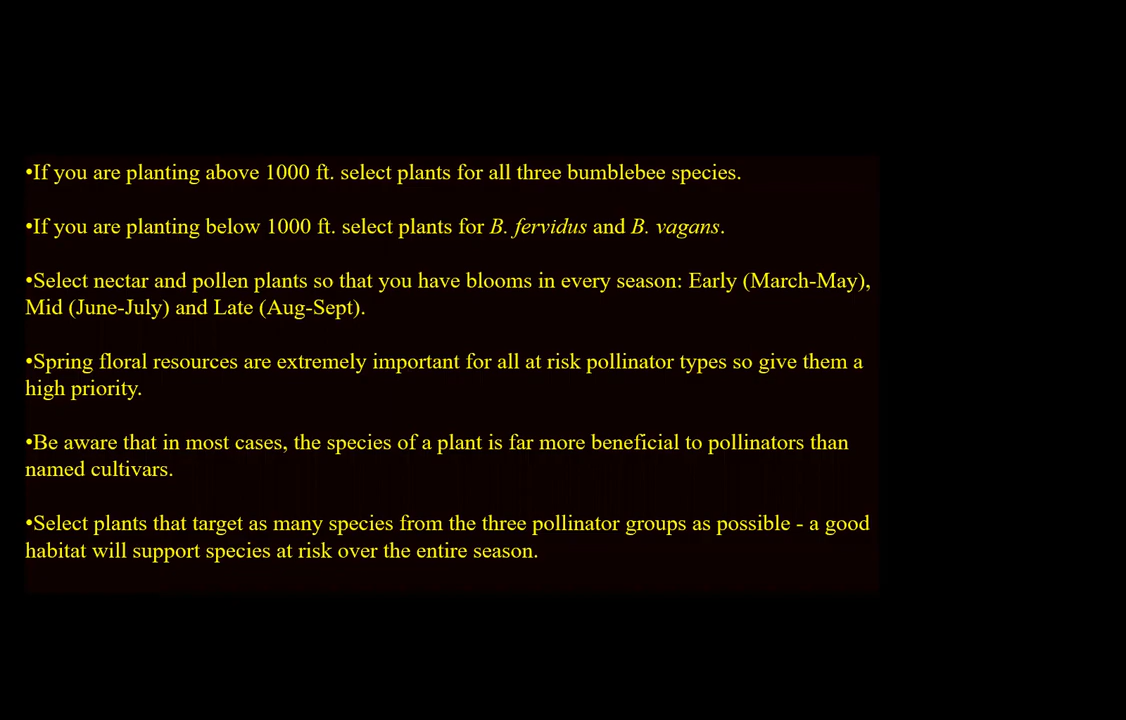 •If you are planting above 1000 ft. select plants for all three bumblebee species.
•If you are planting below 1000 ft. select plants for B. fervidus and B. vagans.
•Select nectar and pollen plants so that you have blooms in every season: Early (March-May),
Mid (June-July) and Late (Aug-Sept).
•Spring floral resources are extremely important for all at risk pollinator types so give them a
high priority.
•Be aware that in most cases, the species of a plant is far more beneficial to pollinators than
named cultivars.
•Select plants that target as many species from the three pollinator groups as possible - a good
habitat will support species at risk over the entire season.